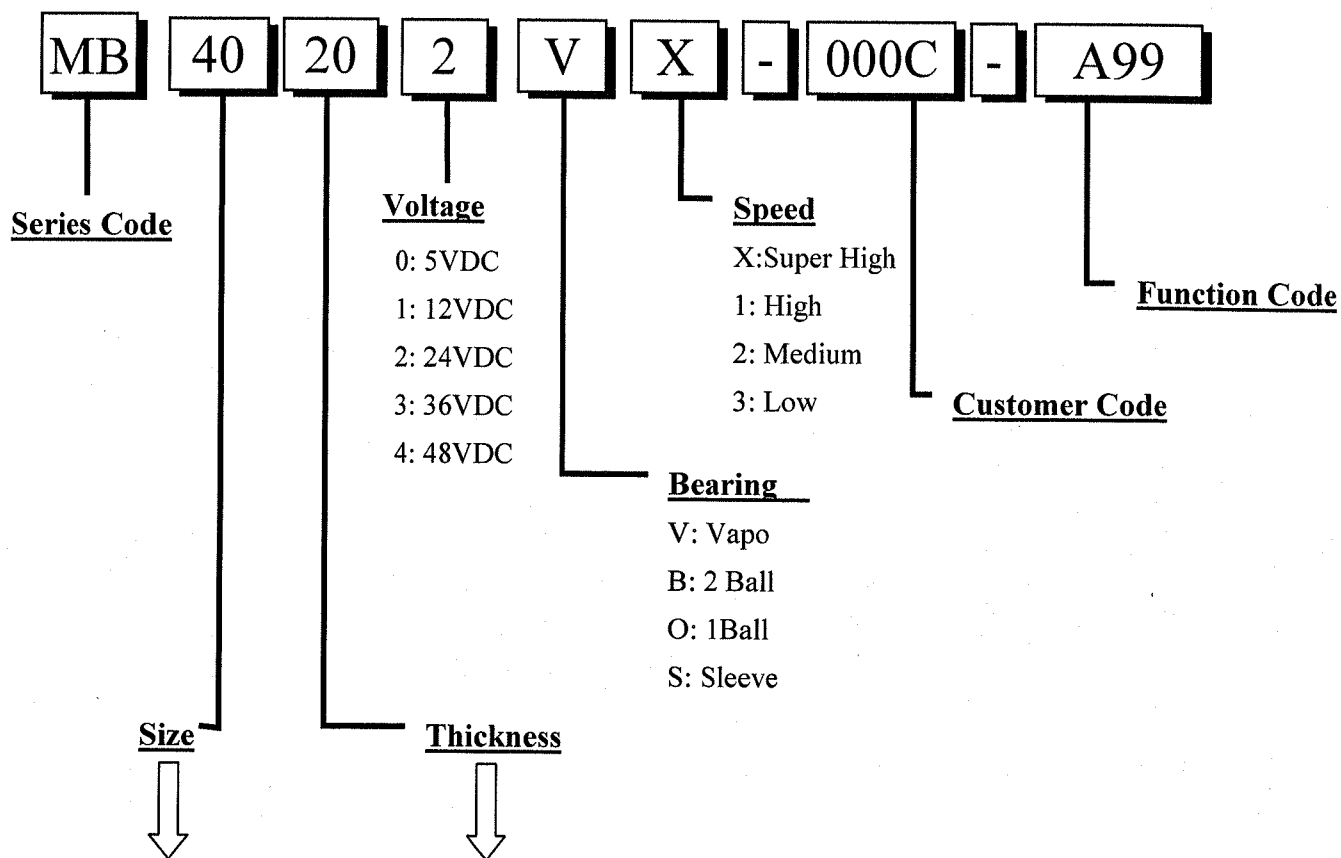 MB 40 20 2 V X - 000C - A99
Series Code
Voltage
0: 5VDC
1: 12VDC
2: 24VDC
3: 36VDC
4: 48VDC
Speed
X:Super High
1: High
2: Medium
3: Low
Function Code
Customer Code
Bearing
V: Vapo
B: 2 Ball
O: 1Ball
S: Sleeve
Size
Thickness